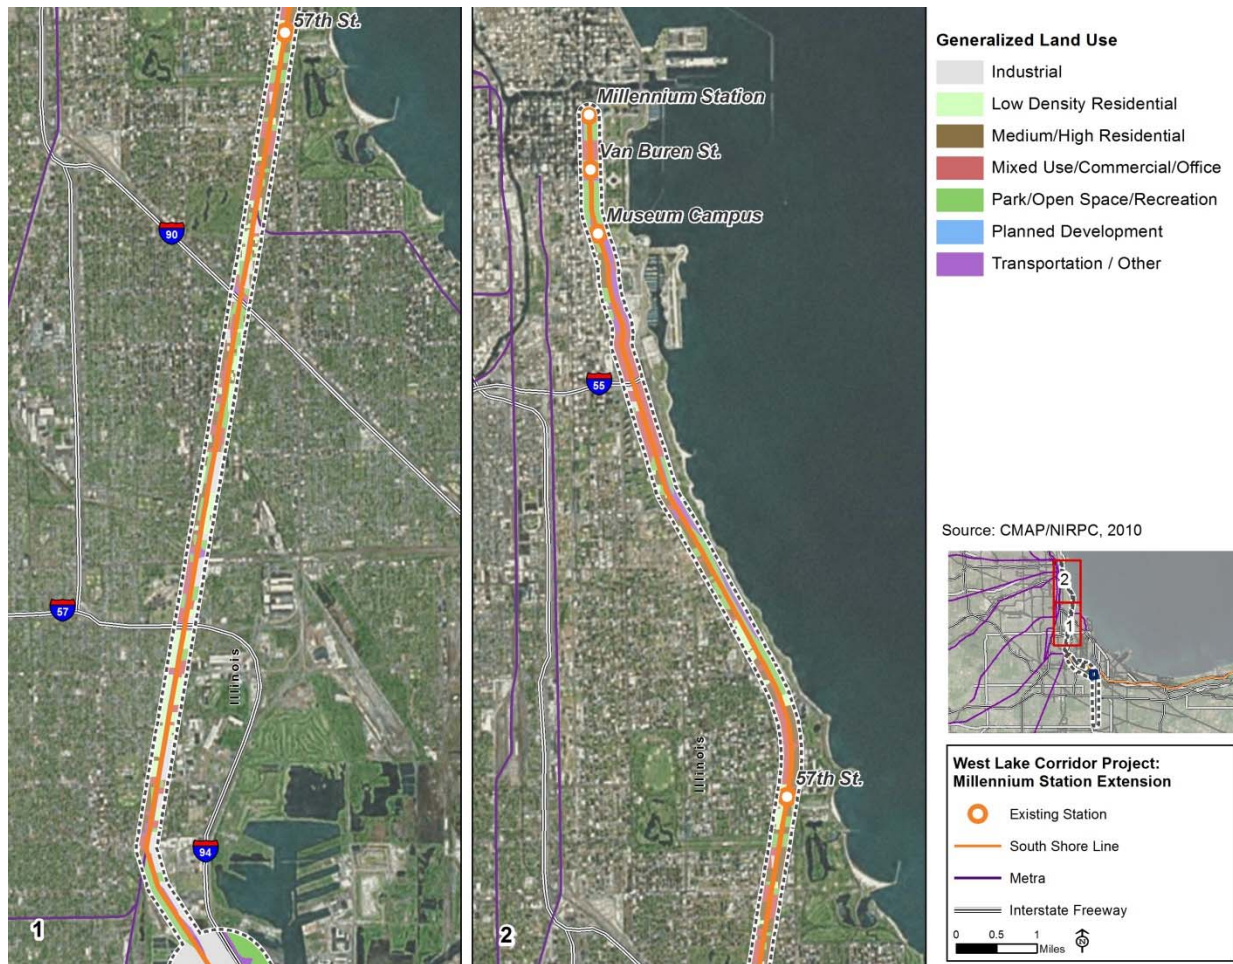 57th St.
90
57
Illinois
94
1
Millennium Station
Van Buren St.
Museum Campus
55
Illinois
57th St.
2
Generalized Land Use
Industrial
Low Density Residential
Medium/High Residential
Mixed Use/Commercial/Office
Park/Open Space/Recreation
Planned Development
Transportation / Other
Source: CMAP/NIRPC, 2010
2
1
West Lake Corridor Project:
Millennium Station Extension
Existing Station
South Shore Line
Metra
Interstate Freeway
0 0.5 1
Miles
N